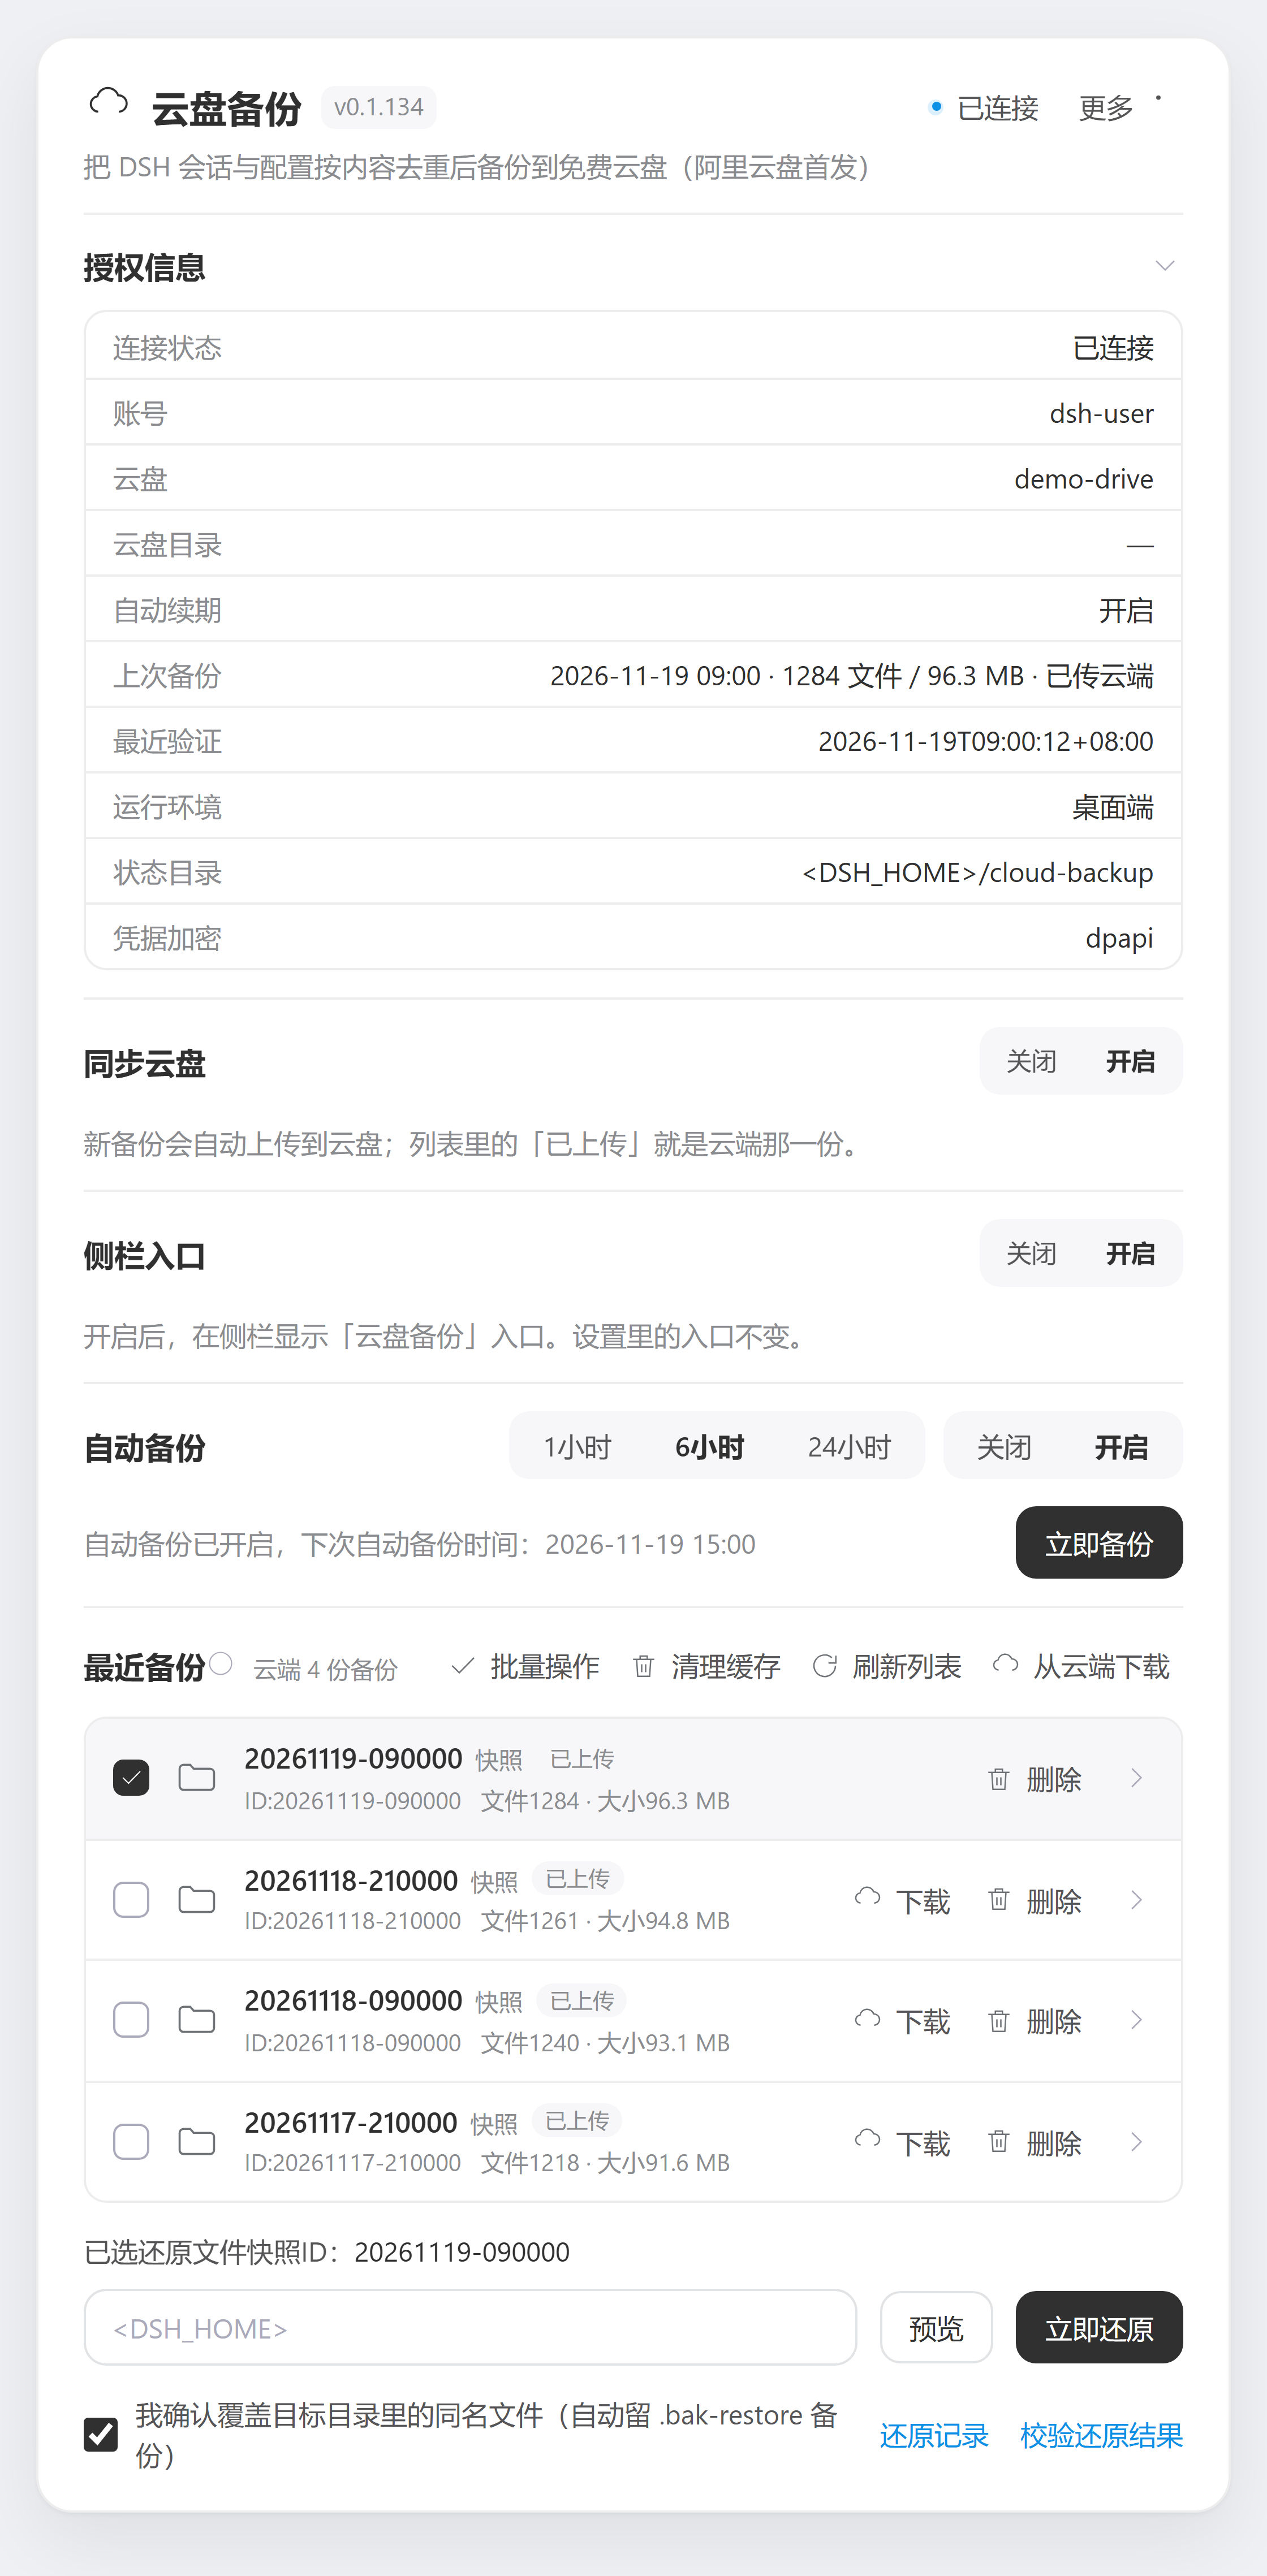 云盘备份 v0.1.134 已连接 更多
把 DSH 会话与配置按内容去重后备份到免费云盘（阿里云盘首发）
授权信息
连接状态 已连接
账号 dsh-user
云盘 demo-drive
云盘目录 —
自动续期 开启
上次备份 2026-11-19 09:00 · 1284 文件 / 96.3 MB · 已传云端
最近验证 2026-11-19T09:00:12+08:00
运行环境 桌面端
状态目录 <DSH_HOME>/cloud-backup
凭据加密 dpapi
同步云盘 关闭 开启
新备份会自动上传到云盘；列表里的「已上传」就是云端那一份。
侧栏入口 关闭 开启
开启后，在侧栏显示「云盘备份」入口。设置里的入口不变。
自动备份 1小时 6小时 24小时 关闭 开启
自动备份已开启，下次自动备份时间：2026-11-19 15:00 立即备份
最近备份 云端 4 份备份 批量操作 清理缓存 刷新列表 从云端下载
20261119-090000 快照 已上传 删除
ID:20261119-090000 文件1284 · 大小96.3 MB
20261118-210000 快照 已上传 下载 删除
ID:20261118-210000 文件1261 · 大小94.8 MB
20261118-090000 快照 已上传 下载 删除
ID:20261118-090000 文件1240 · 大小93.1 MB
20261117-210000 快照 已上传 下载 删除
ID:20261117-210000 文件1218 · 大小91.6 MB
已选还原文件快照ID：20261119-090000
<DSH_HOME> 预览 立即还原
我确认覆盖目标目录里的同名文件（自动留 .bak-restore 备
份） 还原记录 校验还原结果